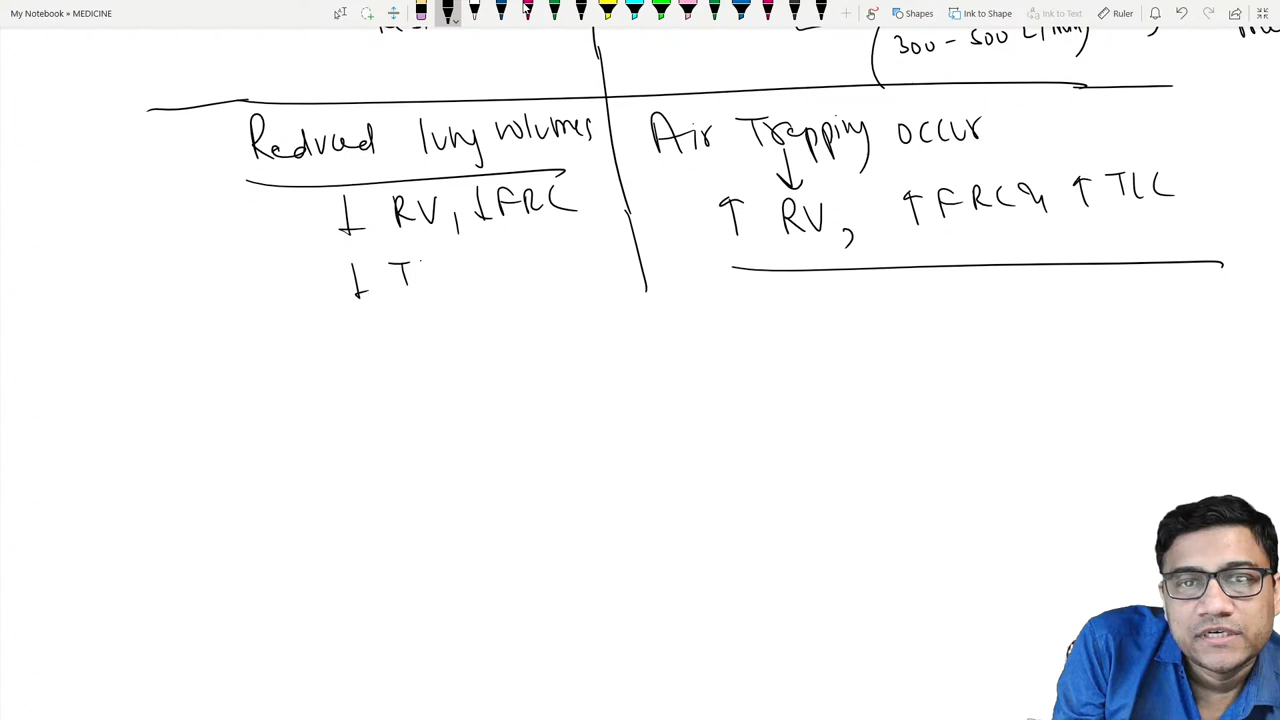 My Notebook » MEDICINE
Shapes
Ink to Shape
Ink to Text
Ruler
300 - 500 L/min
Reduced lung volumes
↓ RV, ↓ FRC
↓ T
Air Trapping occur
↓
↑ RV, ↑ FRC & ↑ TLC